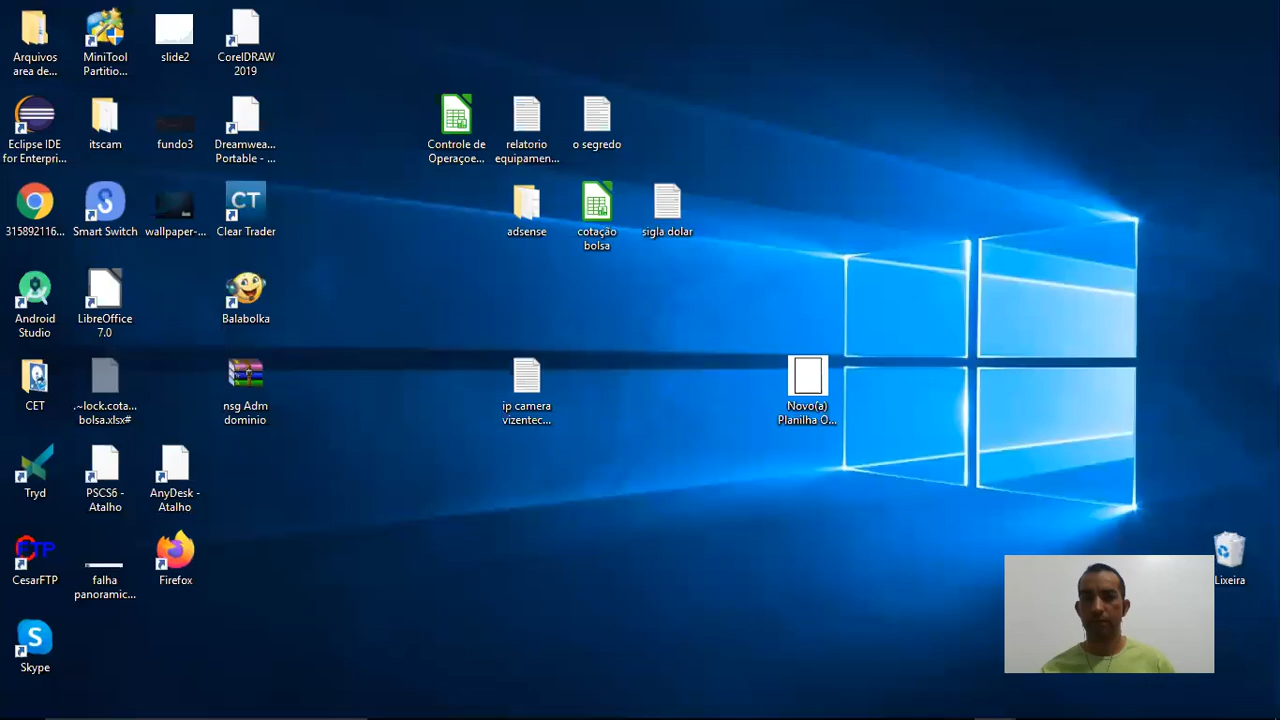 Arquivos
area de...
MiniTool
Partitio...
slide2
CorelDRAW
2019
Eclipse IDE
for Enterpri...
itscam
fundo3
Dreamwea...
Portable - ...
Controle de
Operaçoe...
relatorio
equipamen...
o segredo
315892116...
Smart Switch
wallpaper-...
CT
Clear Trader
adsense
cotação
bolsa
sigla dolar
Android
Studio
LibreOffice
7.0
Balabolka
CET
.~lock.cota...
bolsa.xlsx#
nsg Adm
dominio
ip camera
vizentec...
Novo(a)
Planilha O...
Tryd
PSCS6 -
Atalho
AnyDesk -
Atalho
FTP
CesarFTP
falha
panoramic...
Firefox
Lixeira
Skype